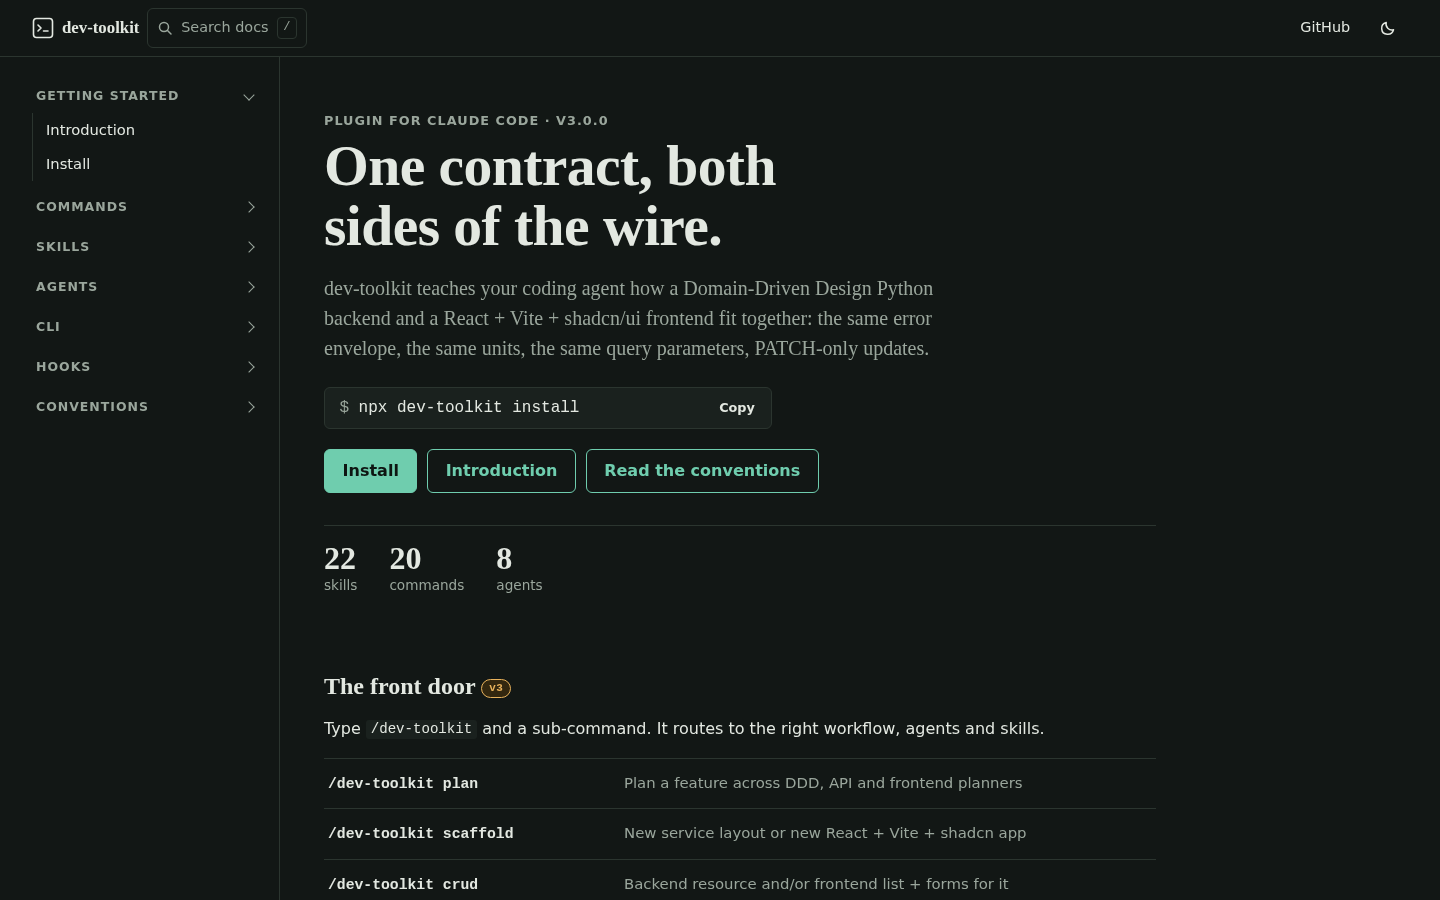 dev-toolkit
Search docs /
GitHub
GETTING STARTED
Introduction
Install
COMMANDS
SKILLS
AGENTS
CLI
HOOKS
CONVENTIONS
PLUGIN FOR CLAUDE CODE · V3.0.0
One contract, both
sides of the wire.
dev-toolkit teaches your coding agent how a Domain-Driven Design Python
backend and a React + Vite + shadcn/ui frontend fit together: the same error
envelope, the same units, the same query parameters, PATCH-only updates.
$ npx dev-toolkit install Copy
Install Introduction Read the conventions
22 20 8
skills commands agents
The front door v3
Type /dev-toolkit and a sub-command. It routes to the right workflow, agents and skills.
/dev-toolkit plan Plan a feature across DDD, API and frontend planners
/dev-toolkit scaffold New service layout or new React + Vite + shadcn app
/dev-toolkit crud Backend resource and/or frontend list + forms for it